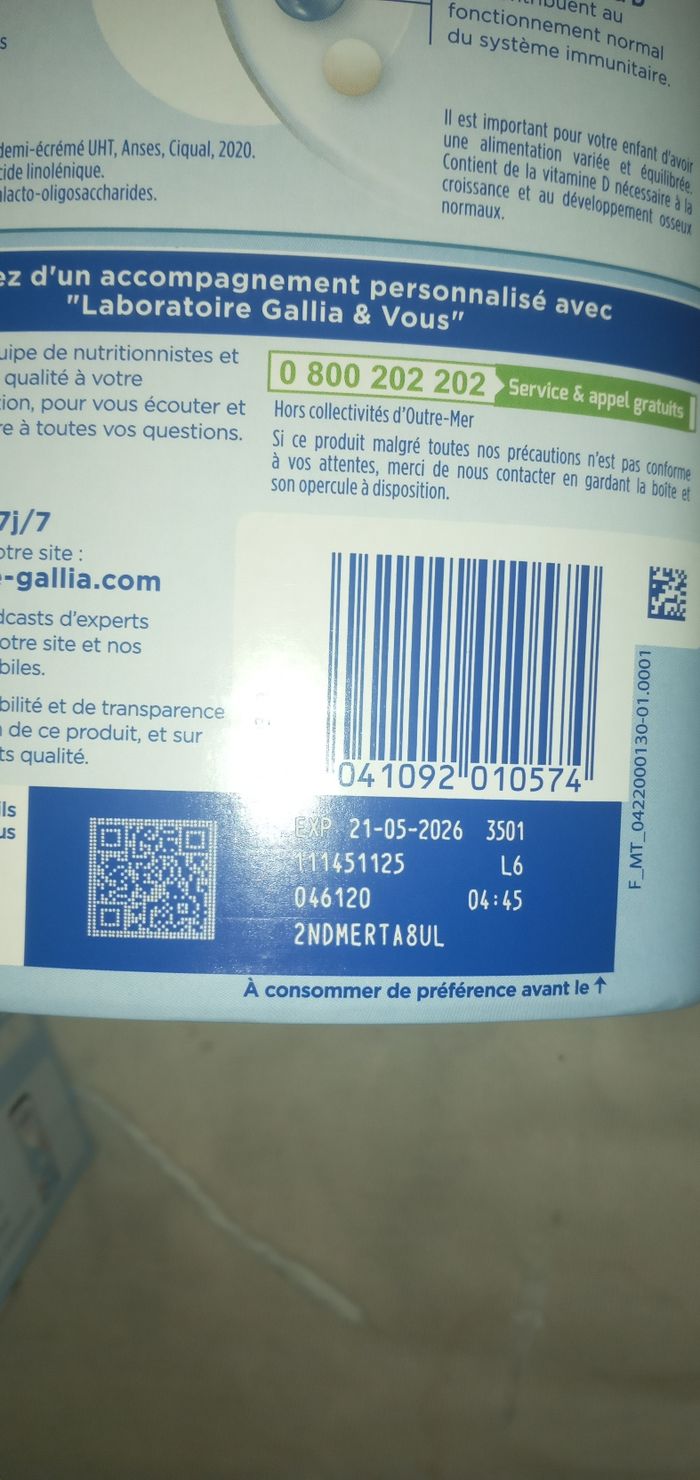 fonctionnement normal
du système immunitaire.
Il est important pour votre enfant d'avoir
une alimentation variée et équilibrée.
Contient de la vitamine D nécessaire à la
croissance et au développement osseux
normaux.
demi-écrémé UHT, Anses, Ciqual, 2020.
cide linolénique.
alacto-oligosaccharides.
ez d'un accompagnement personnalisé avec
"Laboratoire Gallia & Vous"
uipe de nutritionnistes et
qualité à votre
tion, pour vous écouter et
re à toutes vos questions.
0 800 202 202 Service & appel gratuits
Hors collectivités d'Outre-Mer
Si ce produit malgré toutes nos précautions n'est pas conforme
à vos attentes, merci de nous contacter en gardant la boîte et
son opercule à disposition.
7j/7
otre site :
e-gallia.com
dcasts d'experts
otre site et nos
biles.
bilité et de transparence
n de ce produit, et sur
ts qualité.
ils
us
041092 010574
F_MT_0422000130-01.0001
EXP 21-05-2026 3501
111451125 L6
046120 04:45
2NDMERTA8UL
À consommer de préférence avant le ↑